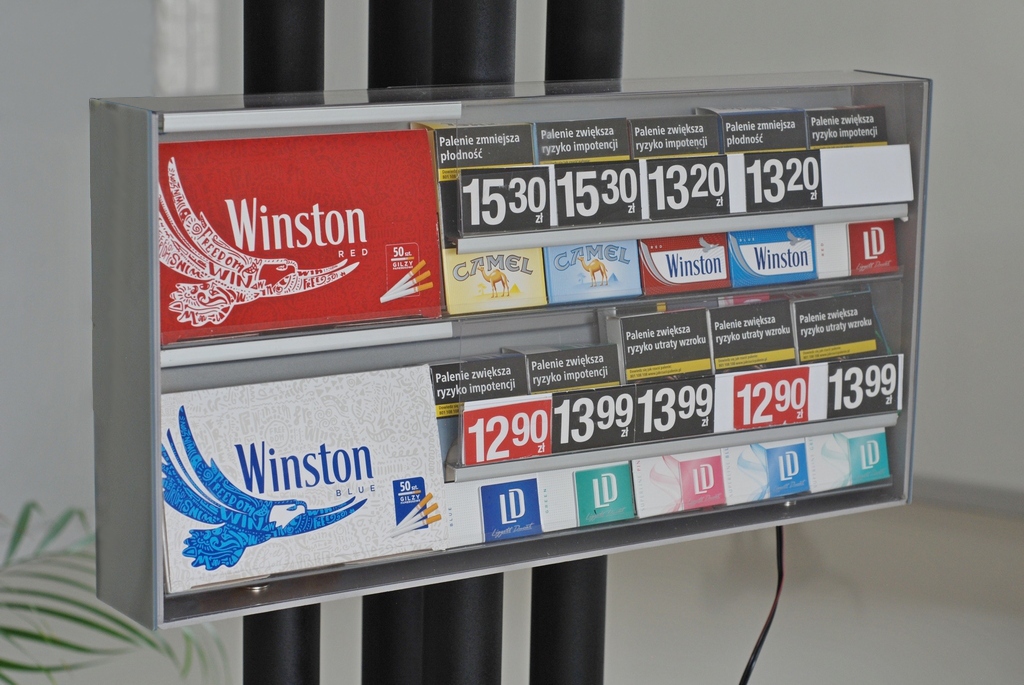 Winston
RED
50 szt.
GILZY
Palenie zmniejsza
płodność
Palenie zwiększa
ryzyko impotencji
Palenie zwiększa
ryzyko impotencji
Palenie zmniejsza
płodność
Palenie zwiększa
ryzyko impotencji
15 30 zł
15 30 zł
13 20 zł
13 20 zł
CAMEL
CAMEL
Winston
Winston
LD
Winston
BLUE
50 szt.
GILZY
Palenie zwiększa
ryzyko impotencji
Palenie zwiększa
ryzyko impotencji
Palenie zwiększa
ryzyko utraty wzroku
Palenie zwiększa
ryzyko utraty wzroku
Palenie zwiększa
ryzyko utraty wzroku
12 90 zł
13 99 zł
13 99 zł
12 90 zł
13 99 zł
BLUE
LD
LD
LD
LD
LD